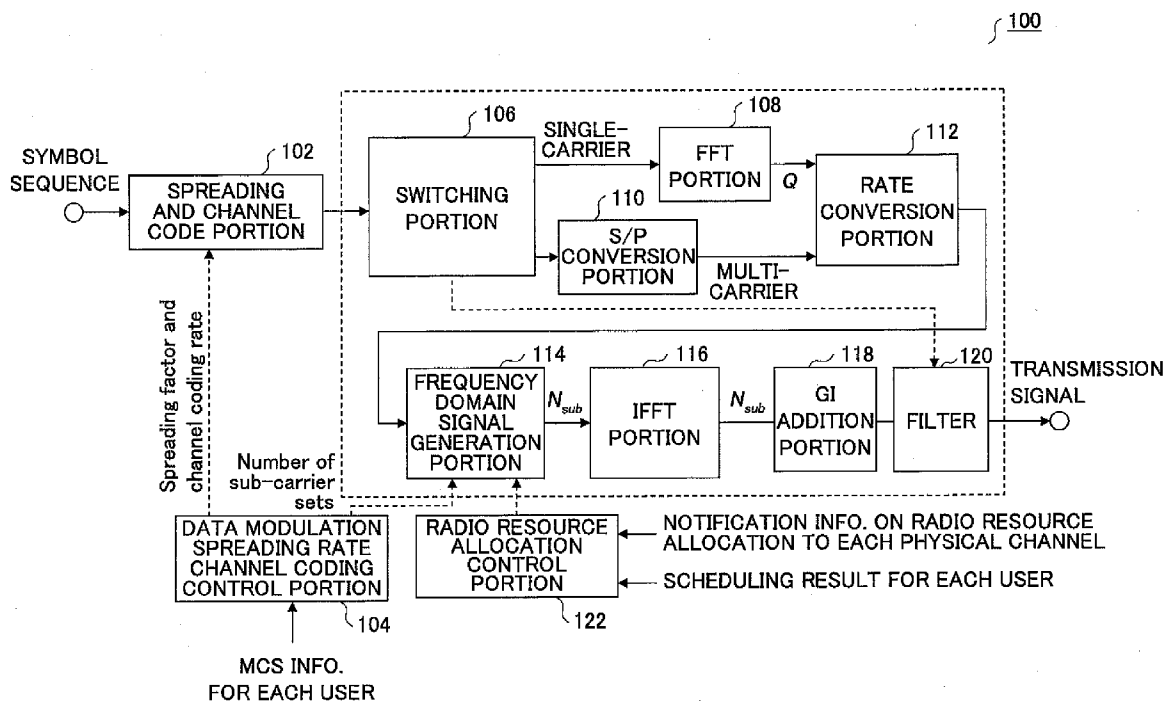 100
SYMBOL
SEQUENCE
102
SPREADING
AND CHANNEL
CODE PORTION
106
SWITCHING
PORTION
SINGLE-
CARRIER
108
FFT
PORTION
Q
110
S/P
CONVERSION
PORTION
MULTI-
CARRIER
112
RATE
CONVERSION
PORTION
Spreading factor and
channel coding rate
114
FREQUENCY
DOMAIN
SIGNAL
GENERATION
PORTION
Nsub
116
IFFT
PORTION
Nsub
118
GI
ADDITION
PORTION
120
FILTER
TRANSMISSION
SIGNAL
Number of
sub-carrier
sets
DATA MODULATION
SPREADING RATE
CHANNEL CODING
CONTROL PORTION
104
MCS INFO.
FOR EACH USER
RADIO RESOURCE
ALLOCATION
CONTROL
PORTION
122
NOTIFICATION INFO. ON RADIO RESOURCE
ALLOCATION TO EACH PHYSICAL CHANNEL
SCHEDULING RESULT FOR EACH USER